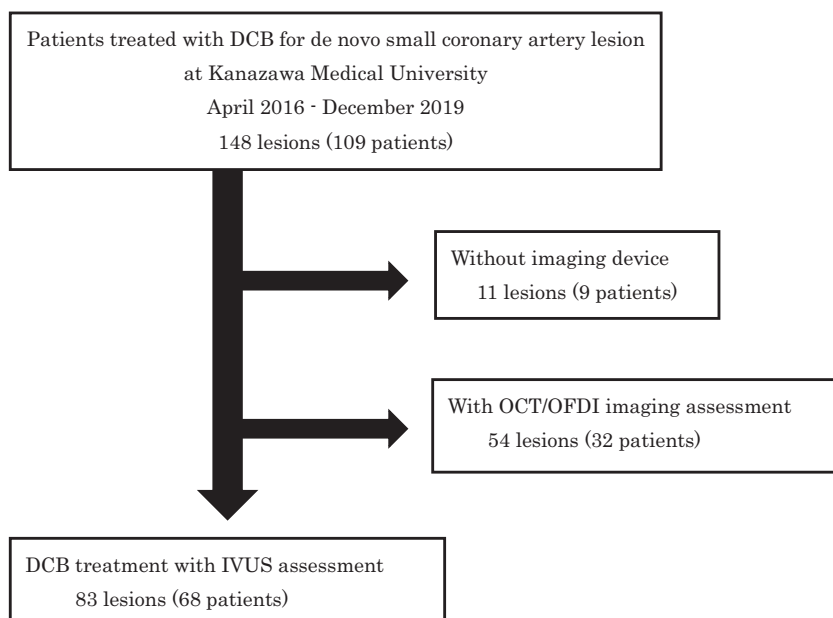 Patients treated with DCB for de novo small coronary artery lesion
at Kanazawa Medical University
April 2016 - December 2019
148 lesions (109 patients)
Without imaging device
11 lesions (9 patients)
With OCT/OFDI imaging assessment
54 lesions (32 patients)
DCB treatment with IVUS assessment
83 lesions (68 patients)